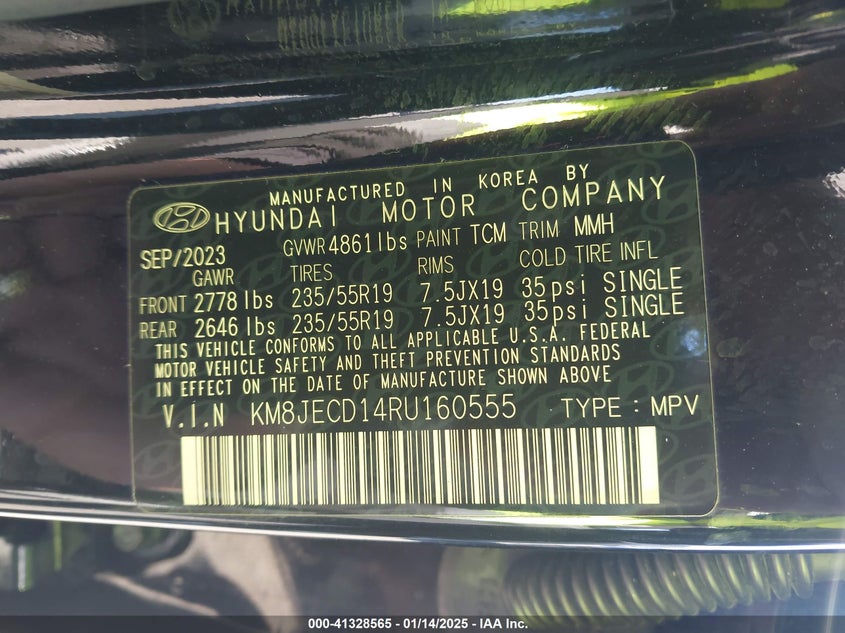 MANUFACTURED IN KOREA BY
HYUNDAI MOTOR COMPANY
SEP/2023 GVWR 4861lbs PAINT TCM TRIM MMH
GAWR TIRES RIMS COLD TIRE INFL
FRONT 2778 lbs 235/55R19 7.5JX19 35psi SINGLE
REAR 2646 lbs 235/55R19 7.5JX19 35psi SINGLE
THIS VEHICLE CONFORMS TO ALL APPLICABLE U.S.A. FEDERAL
MOTOR VEHICLE SAFETY AND THEFT PREVENTION STANDARDS
IN EFFECT ON THE DATE OF MANUFACTURE SHOWN ABOVE
V.I.N KM8JECD14RU160555 TYPE : MPV
000-41328565 - 01/14/2025 - IAA Inc.